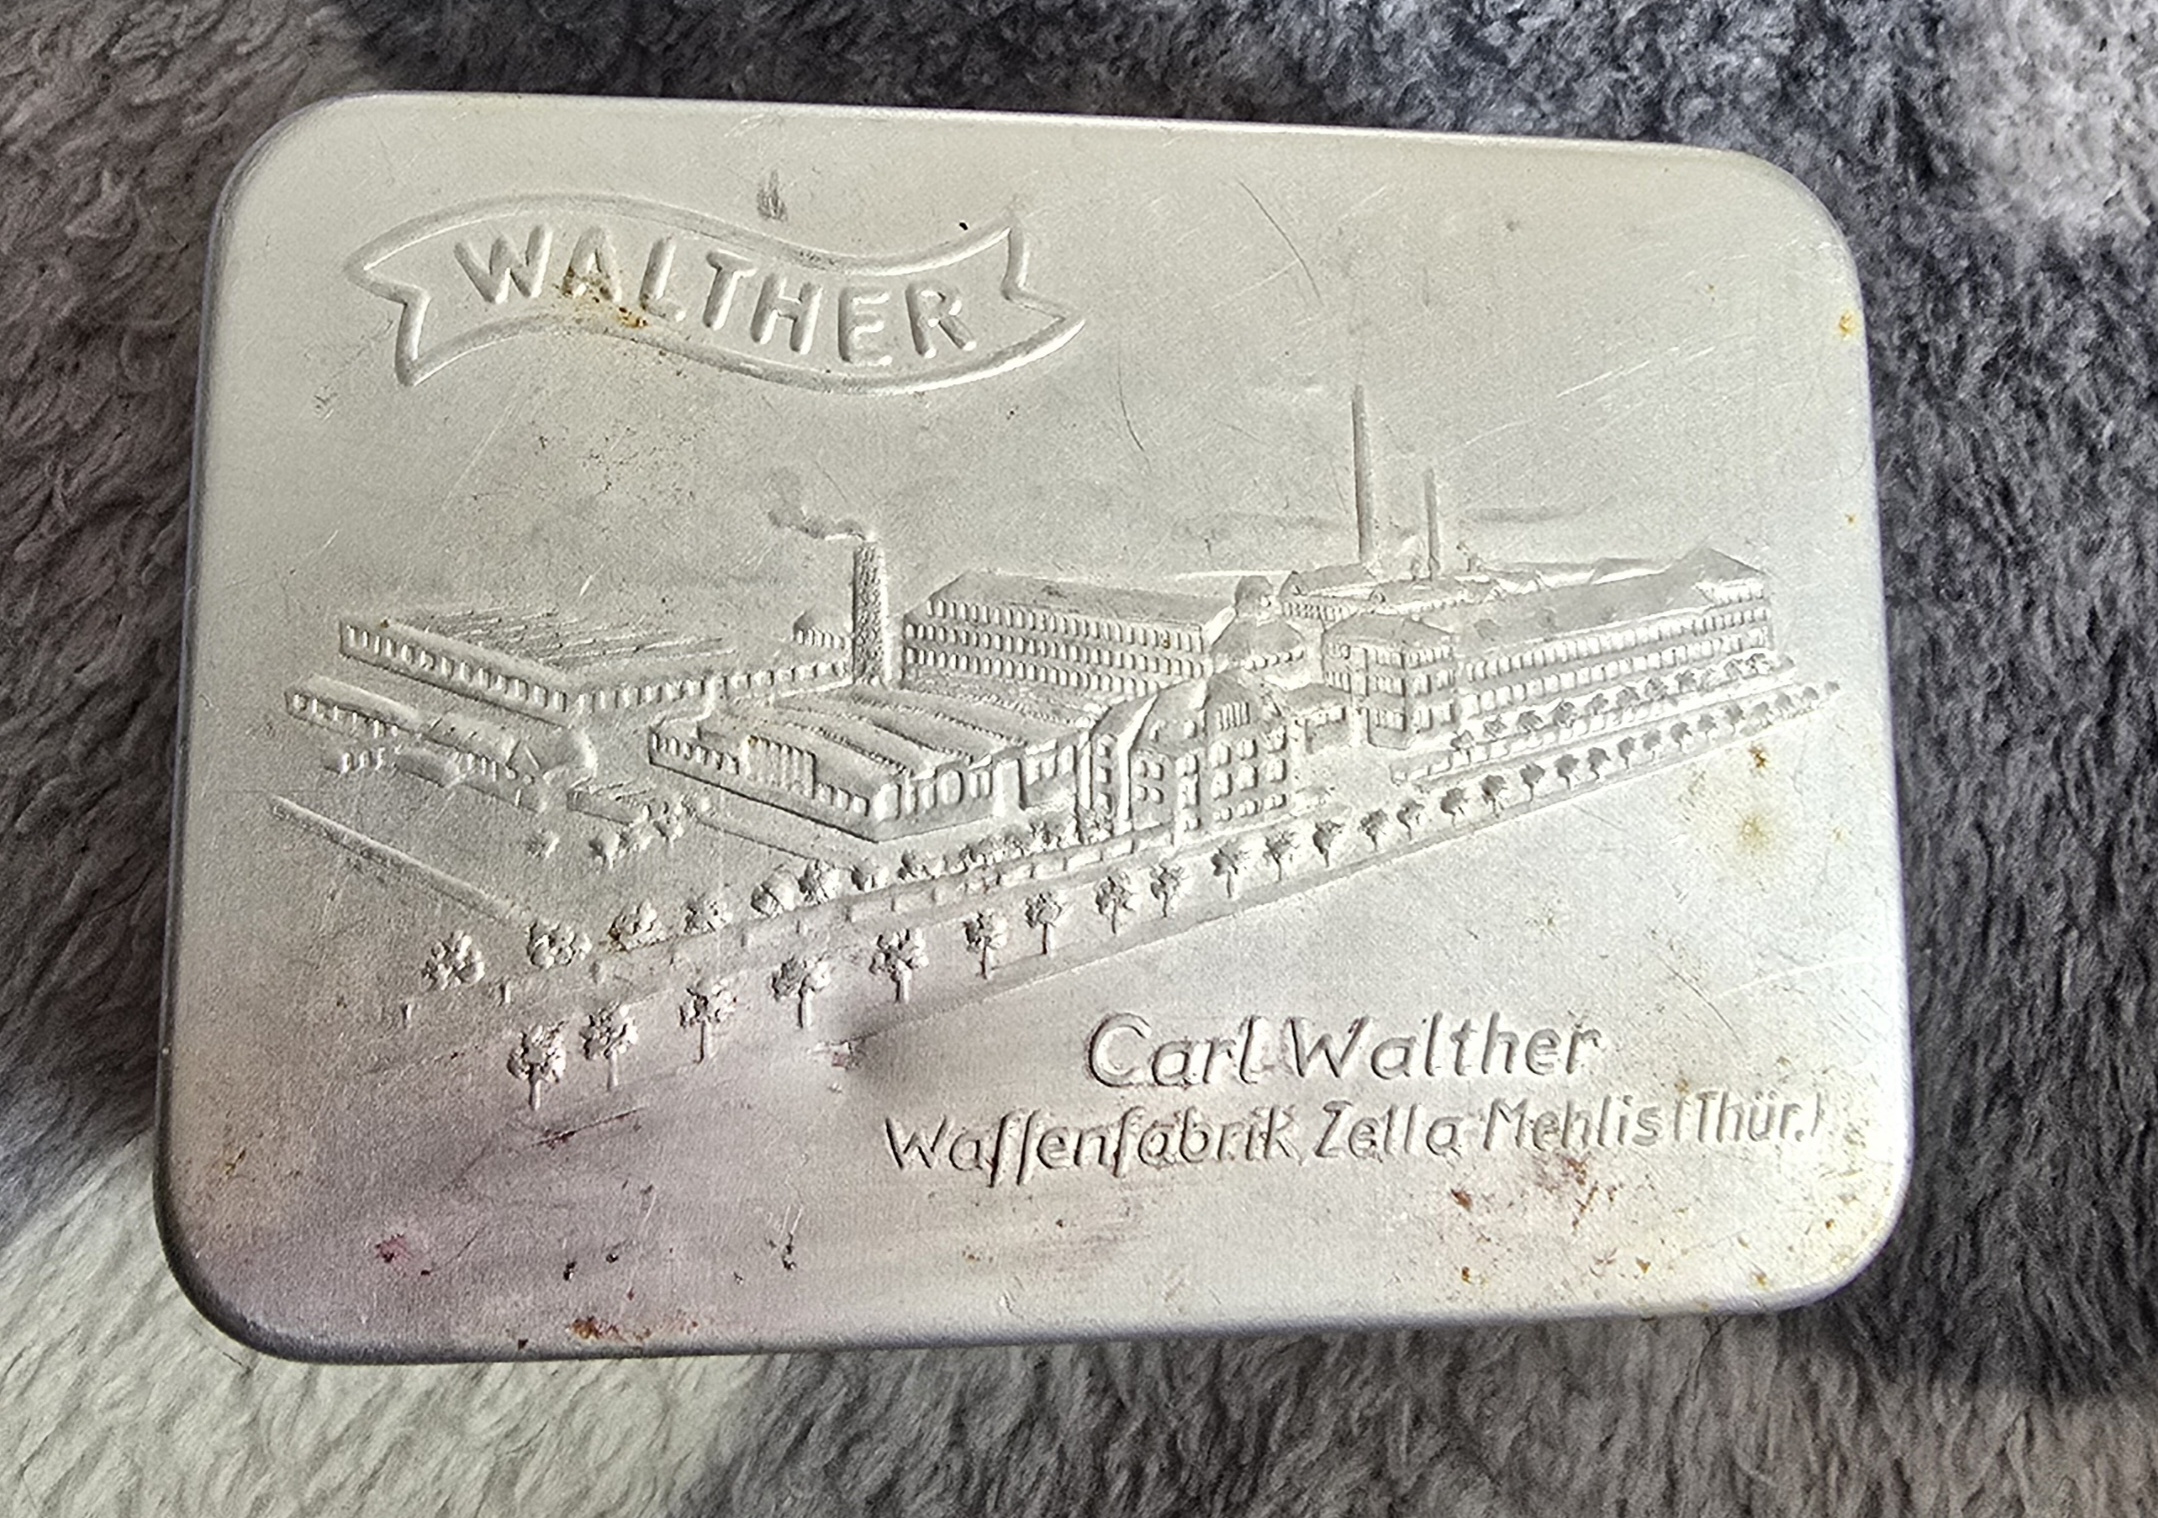 WALTHER
Carl Walther
Waffenfabrik, Zella-Mehlis (Thür.)